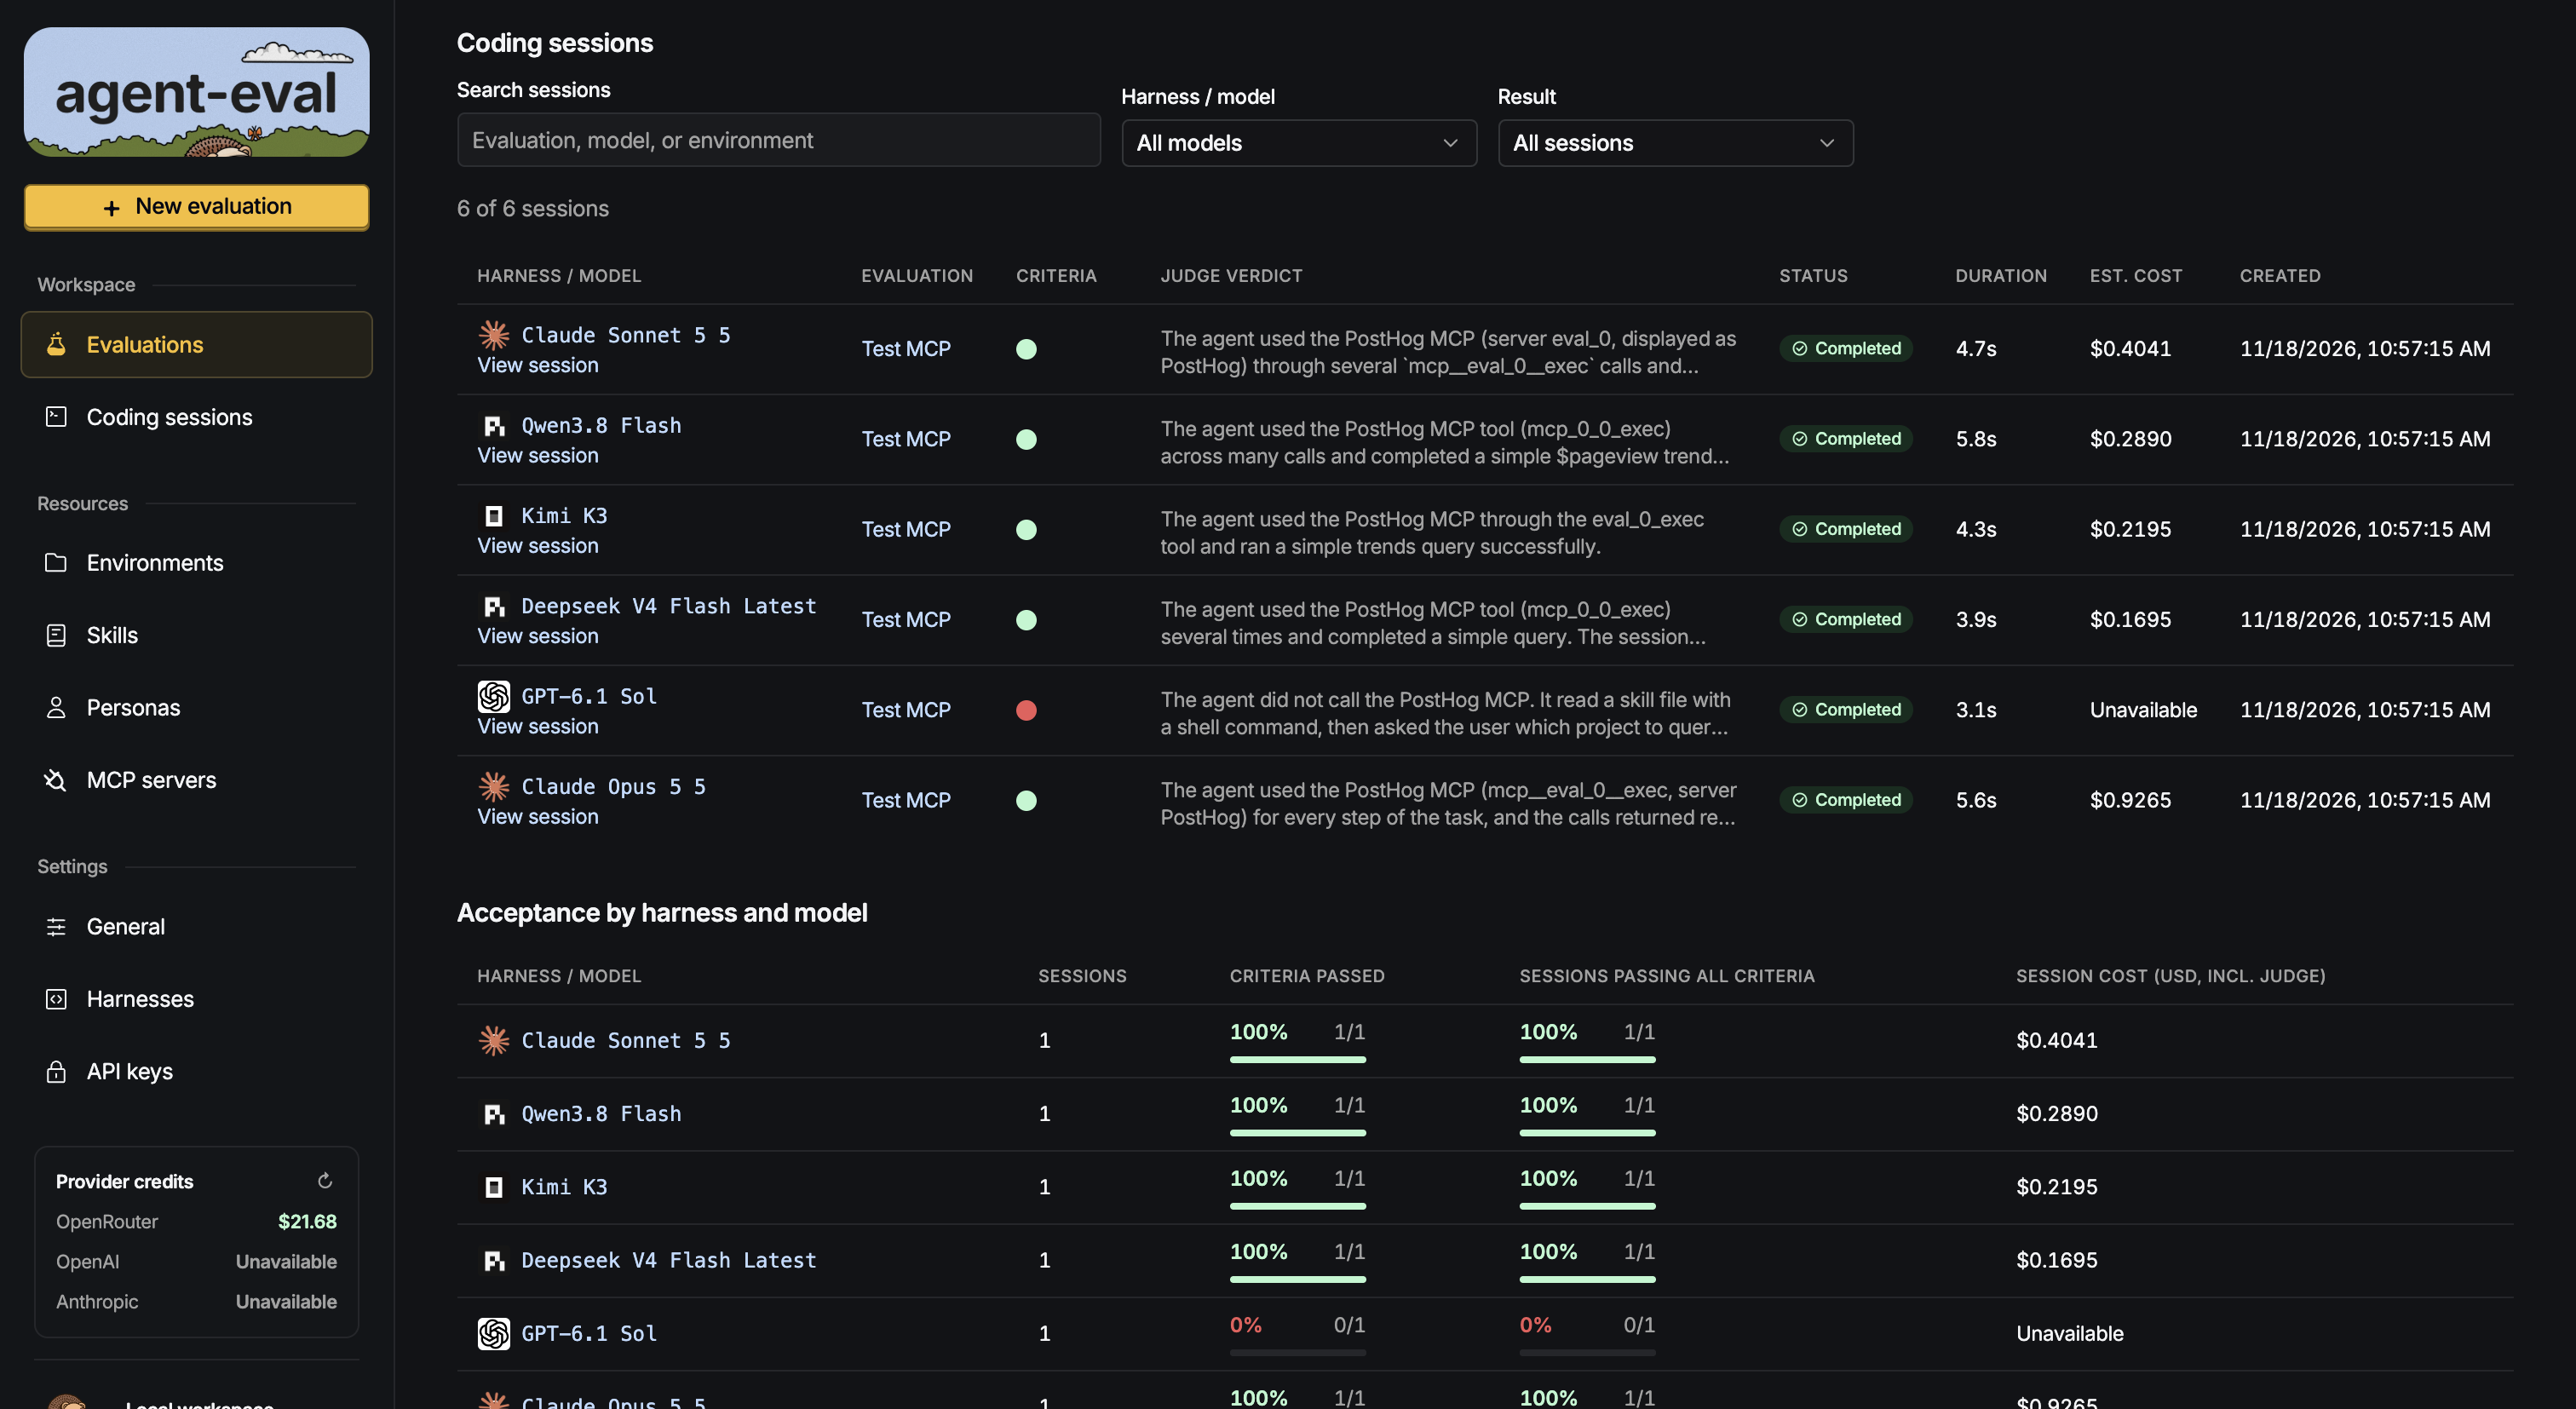 agent-eval
+ New evaluation
Workspace
Evaluations
Coding sessions
Resources
Environments
Skills
Personas
MCP servers
Settings
General
Harnesses
API keys
Provider credits
OpenRouter $21.68
OpenAI Unavailable
Anthropic Unavailable
Local workspace
Coding sessions
Search sessions
Evaluation, model, or environment
Harness / model
All models
Result
All sessions
6 of 6 sessions
HARNESS / MODEL EVALUATION CRITERIA JUDGE VERDICT STATUS DURATION EST. COST CREATED
Claude Sonnet 5 5
View session
Test MCP
The agent used the PostHog MCP (server eval_0, displayed as
PostHog) through several `mcp__eval_0__exec` calls and...
Completed 4.7s $0.4041 11/18/2026, 10:57:15 AM
Qwen3.8 Flash
View session
Test MCP
The agent used the PostHog MCP tool (mcp_0_0_exec)
across many calls and completed a simple $pageview trend...
Completed 5.8s $0.2890 11/18/2026, 10:57:15 AM
Kimi K3
View session
Test MCP
The agent used the PostHog MCP through the eval_0_exec
tool and ran a simple trends query successfully.
Completed 4.3s $0.2195 11/18/2026, 10:57:15 AM
Deepseek V4 Flash Latest
View session
Test MCP
The agent used the PostHog MCP tool (mcp_0_0_exec)
several times and completed a simple query. The session...
Completed 3.9s $0.1695 11/18/2026, 10:57:15 AM
GPT-6.1 Sol
View session
Test MCP
The agent did not call the PostHog MCP. It read a skill file with
a shell command, then asked the user which project to quer...
Completed 3.1s Unavailable 11/18/2026, 10:57:15 AM
Claude Opus 5 5
View session
Test MCP
The agent used the PostHog MCP (mcp__eval_0__exec, server
PostHog) for every step of the task, and the calls returned re...
Completed 5.6s $0.9265 11/18/2026, 10:57:15 AM
Acceptance by harness and model
HARNESS / MODEL SESSIONS CRITERIA PASSED SESSIONS PASSING ALL CRITERIA SESSION COST (USD, INCL. JUDGE)
Claude Sonnet 5 5 1 100% 1/1 100% 1/1 $0.4041
Qwen3.8 Flash 1 100% 1/1 100% 1/1 $0.2890
Kimi K3 1 100% 1/1 100% 1/1 $0.2195
Deepseek V4 Flash Latest 1 100% 1/1 100% 1/1 $0.1695
GPT-6.1 Sol 1 0% 0/1 0% 0/1 Unavailable
Claude Opus 5 5 1 100% 1/1 100% 1/1 $0.9265